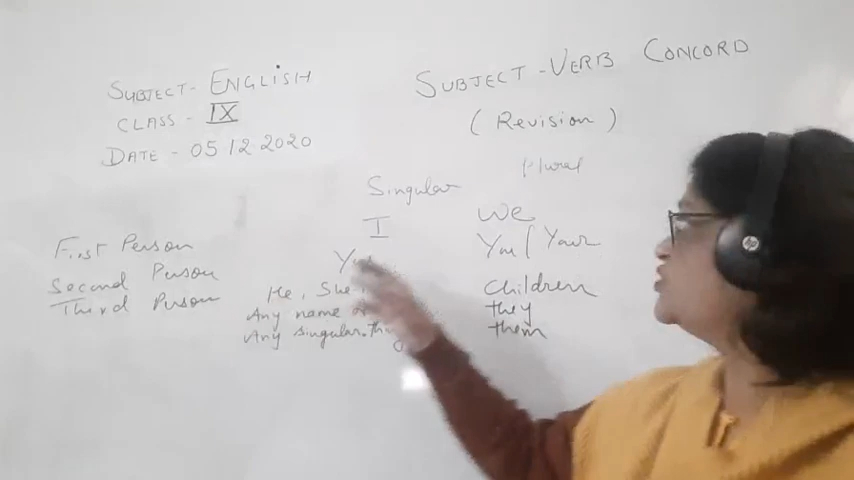 SUBJECT - ENGLISH
CLASS - IX
DATE - 05 12 2020
SUBJECT - VERB CONCORD
( Revision )
Singular Plural
First Person I We
Second Person You / Your
Third Person He, She Children
Any name they
Any singular them
hp